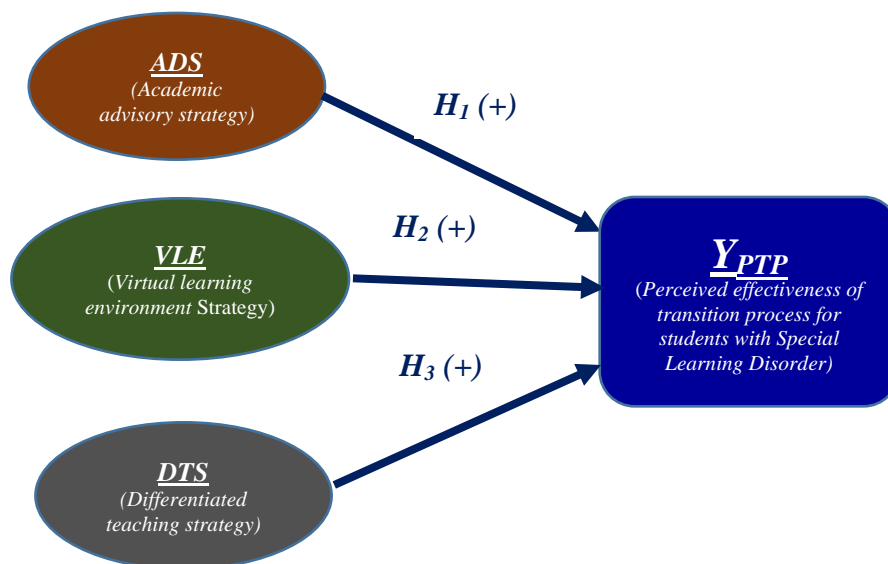 ADS
(Academic
advisory strategy)
H1 (+)
VLE
(Virtual learning
environment Strategy)
H2 (+)
YPTP
(Perceived effectiveness of
transition process for
students with Special
Learning Disorder)
H3 (+)
DTS
(Differentiated
teaching strategy)